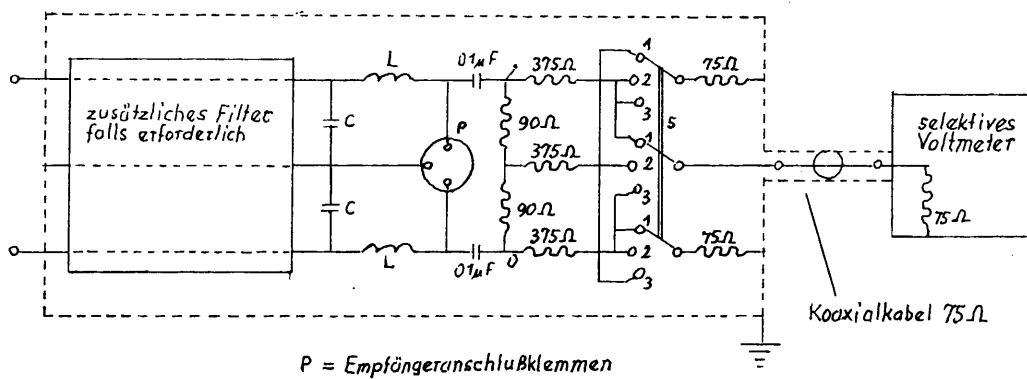 L
01µF
375Ω
1
75Ω
2
3
zusätzliches Filter
falls erforderlich
C
P
90Ω
375Ω
1
2
S
selektives
Voltmeter
C
90Ω
3
1
75Ω
L
01µF
375Ω
2
75Ω
3
Koaxialkabel 75Ω
P = Empfängeranschlußklemmen